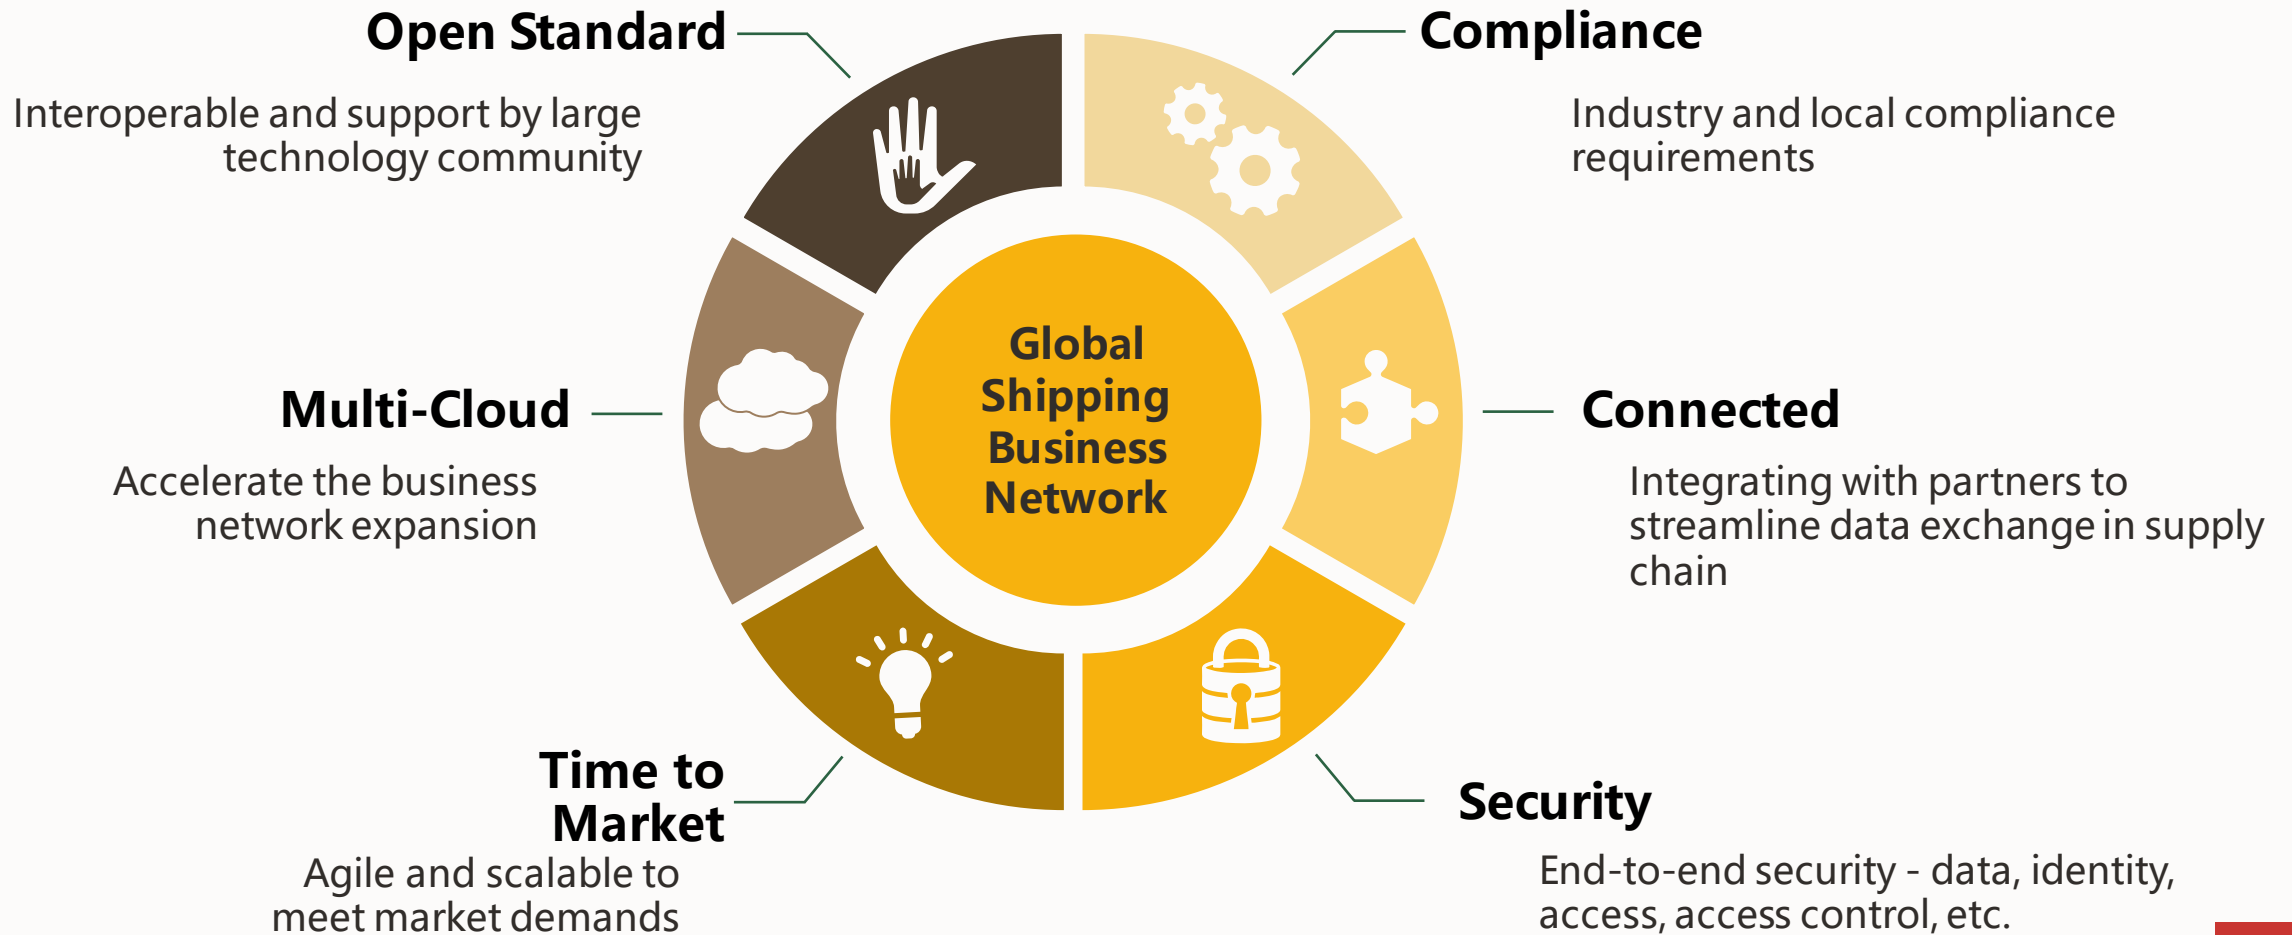 Open Standard
Interoperable and support by large
technology community
Compliance
Industry and local compliance
requirements
Global
Shipping
Business
Network
Multi-Cloud
Accelerate the business
network expansion
Connected
Integrating with partners to
streamline data exchange in supply
chain
Time to
Market
Agile and scalable to
meet market demands
Security
End-to-end security - data, identity,
access, access control, etc.